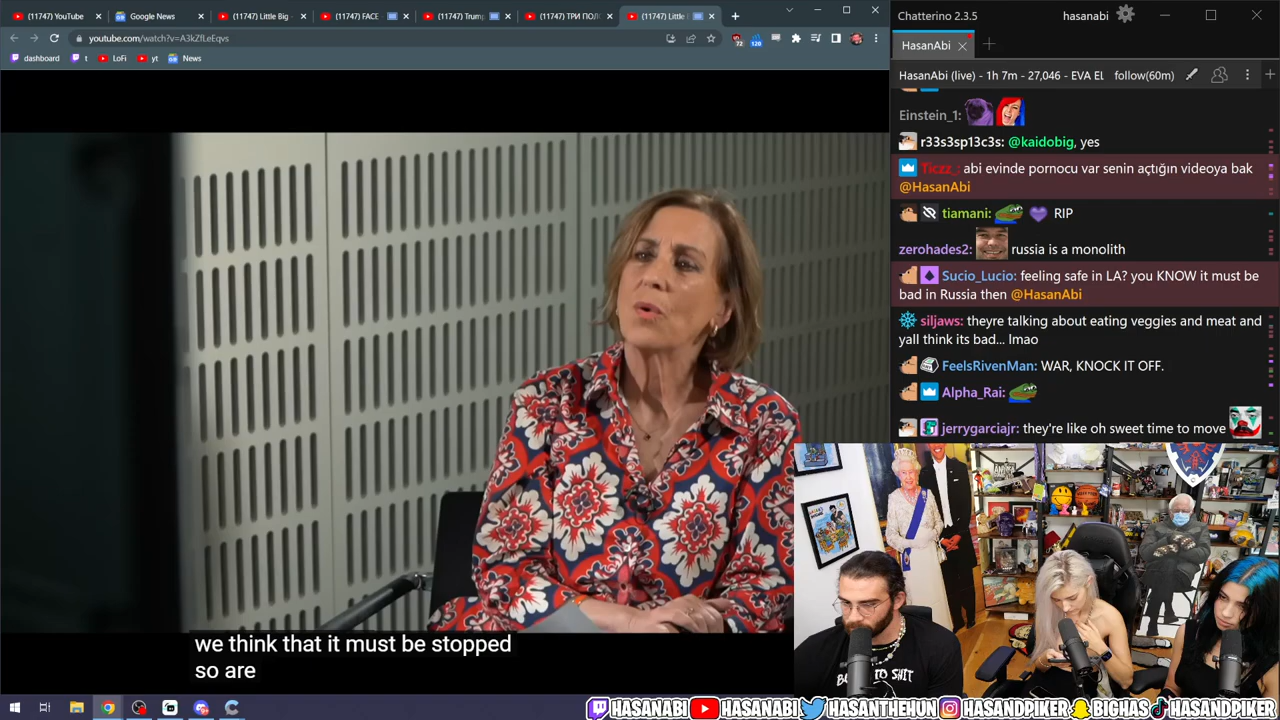 (11747) YouTube
Google News
(11747) Little Big
(11747) FACE
(11747) Trump
(11747) ТРИ ПОЛО
(11747) Little
youtube.com/watch?v=A3kZfLeEqvs
72
120
dashboard
t
LoFi
yt
News
we think that it must be stopped
so are
Chatterino 2.3.5
hasanabi
HasanAbi
HasanAbi (live) - 1h 7m - 27,046 - EVA EL
follow(60m)
Einstein_1:
r33s3sp13c3s: @kaidobig, yes
Ticzz_: abi evinde pornocu var senin açtığın videoya bak
@HasanAbi
tiamani: RIP
zerohades2: russia is a monolith
Sucio_Lucio: feeling safe in LA? you KNOW it must be
bad in Russia then @HasanAbi
siljaws: theyre talking about eating veggies and meat and
yall think its bad... lmao
FeelsRivenMan: WAR, KNOCK IT OFF.
Alpha_Rai:
jerrygarciajr: they're like oh sweet time to move
HASANABI HASANABI HASANTHEHUN HASANDPIKER BIGHAS HASANDPIKER